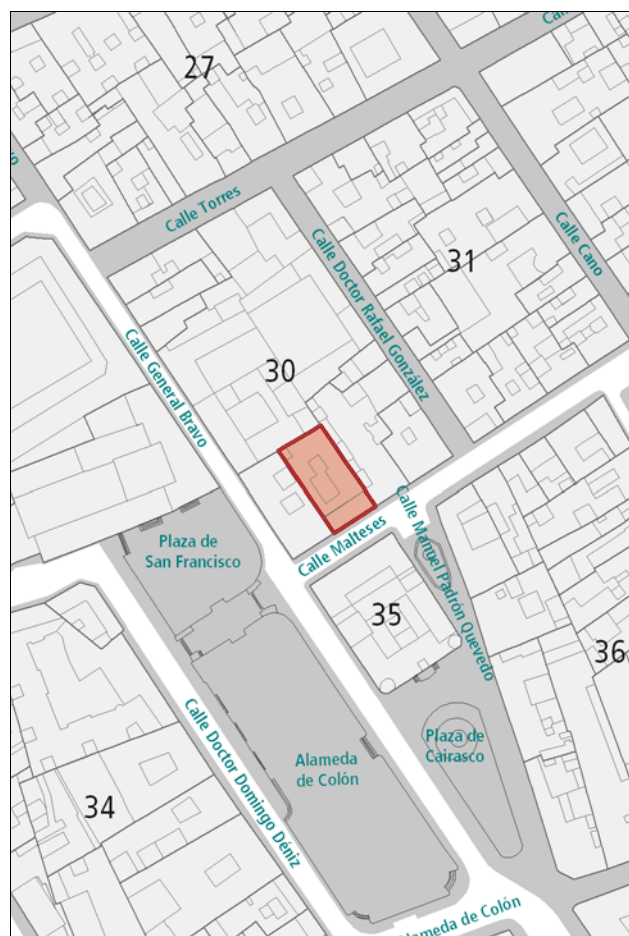 27
Calle Torres
Calle Cano
Calle Doctor Rafael González
31
30
Calle General Bravo
Calle Malteses
Calle Manuel Padrón Quevedo
Plaza de
San Francisco
35
36
Calle Doctor Domingo Déniz
Alameda
de Colón
Plaza de
Cairasco
34
Alameda de Colón